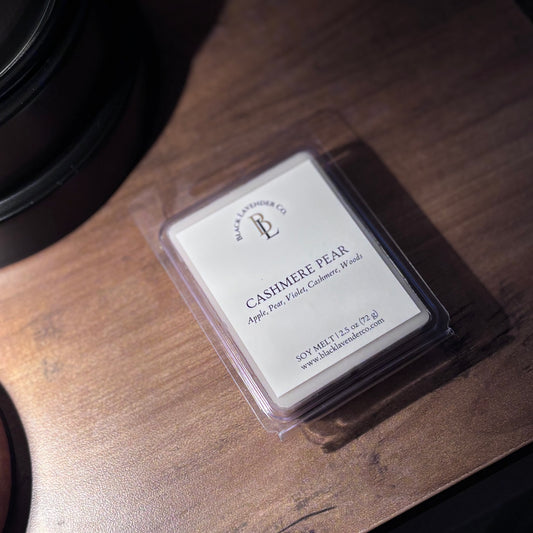 BLACK LAVENDER CO.
BL
CASHMERE PEAR
Apple, Pear, Violet, Cashmere, Woods
SOY MELT | 2.5 oz (72 g)
www.blacklavenderco.com